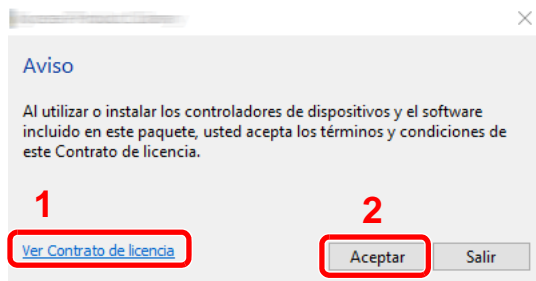 Aviso
Al utilizar o instalar los controladores de dispositivos y el software
incluido en este paquete, usted acepta los términos y condiciones de
este Contrato de licencia.
1
2
Ver Contrato de licencia
Aceptar
Salir